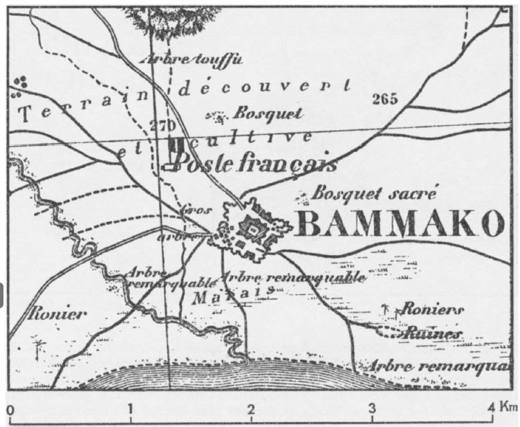 Arbre touffu
Terrain découvert
265
Bosquet
270
et cultivé
Poste français
Bosquet sacré
Gros
arbre
BAMMAKO
Arbre
remarquable
Arbre remarquable
Marais
Ronier
Roniers
Ruines
Arbre remarqua
0 1 2 3 4 Km